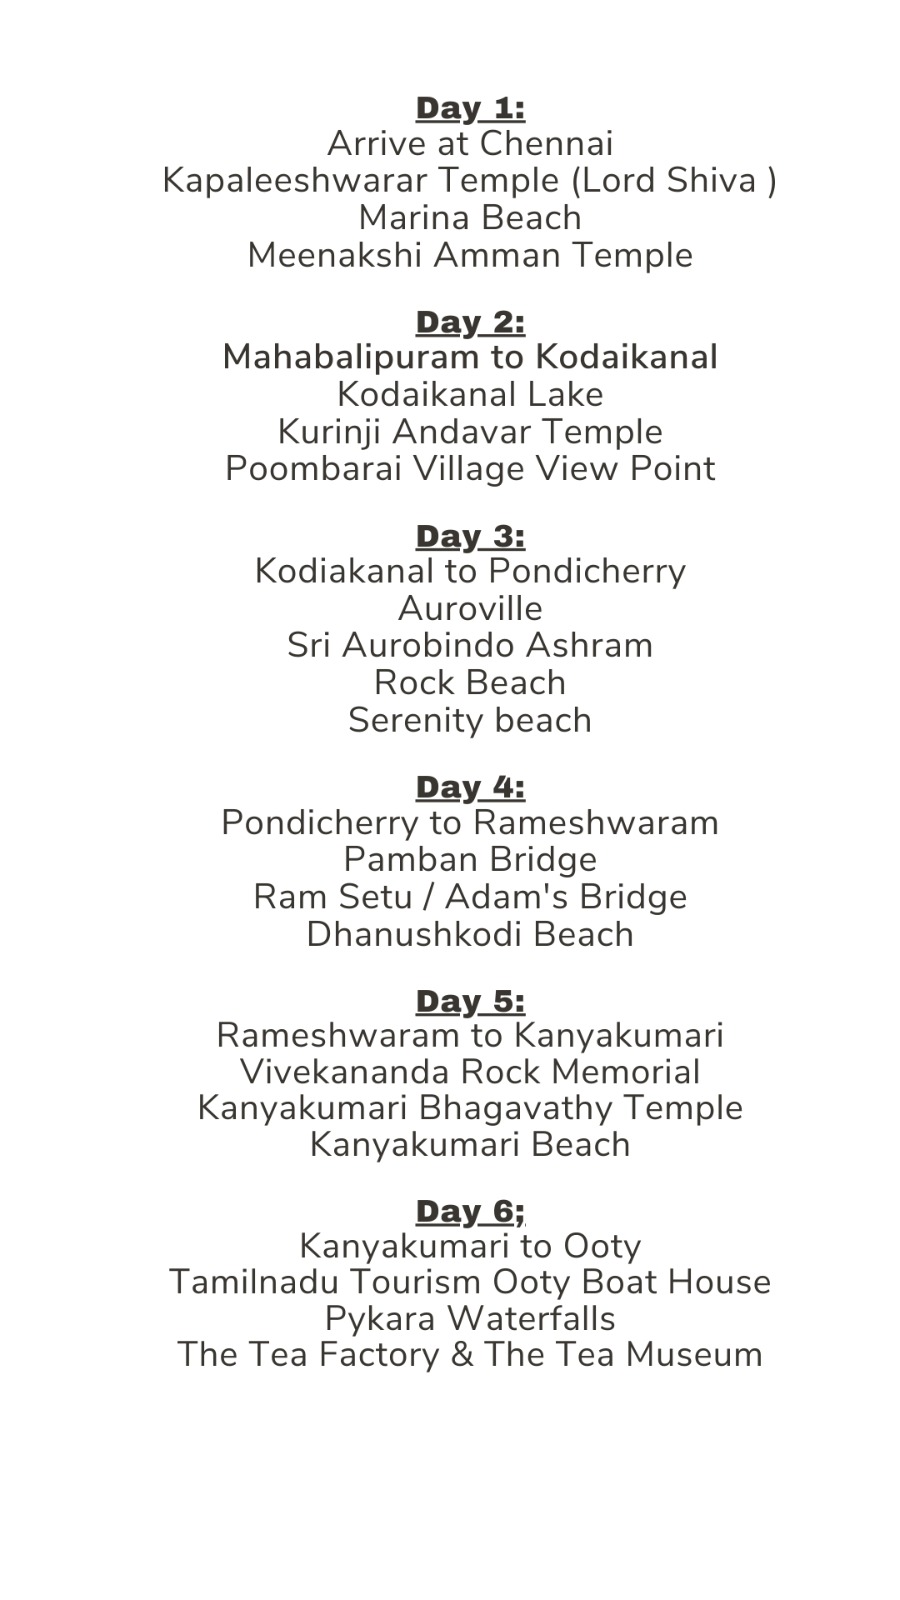 Day 1:
Arrive at Chennai
Kapaleeshwarar Temple (Lord Shiva )
Marina Beach
Meenakshi Amman Temple
Day 2:
Mahabalipuram to Kodaikanal
Kodaikanal Lake
Kurinji Andavar Temple
Poombarai Village View Point
Day 3:
Kodiakanal to Pondicherry
Auroville
Sri Aurobindo Ashram
Rock Beach
Serenity beach
Day 4:
Pondicherry to Rameshwaram
Pamban Bridge
Ram Setu / Adam's Bridge
Dhanushkodi Beach
Day 5:
Rameshwaram to Kanyakumari
Vivekananda Rock Memorial
Kanyakumari Bhagavathy Temple
Kanyakumari Beach
Day 6;
Kanyakumari to Ooty
Tamilnadu Tourism Ooty Boat House
Pykara Waterfalls
The Tea Factory & The Tea Museum